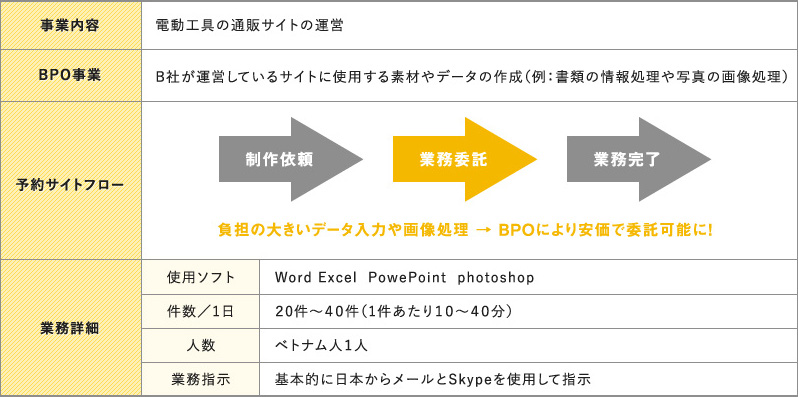 事業内容
電動工具の通販サイトの運営
BPO事業
B社が運営しているサイトに使用する素材やデータの作成(例:書類の情報処理や写真の画像処理)
予約サイトフロー
制作依頼
業務委託
業務完了
負担の大きいデータ入力や画像処理 → BPOにより安価で委託可能に!
業務詳細
使用ソフト
Word Excel PowePoint photoshop
件数/1日
20件〜40件(1件あたり10〜40分)
人数
ベトナム人1人
業務指示
基本的に日本からメールとSkypeを使用して指示